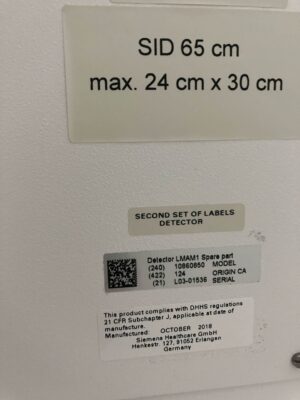 SID 65 cm
max. 24 cm x 30 cm
SECOND SET OF LABELS
DETECTOR
Detector LMAM1 Spare part
(240) 10860850 MODEL
(422) 124 ORIGIN CA
(21) L03-01536 SERIAL
This product complies with DHHS regulations
21 CFR Subchapter J, applicable at date of
manufacture.
Manufactured: OCTOBER 2018
Siemens Healthcare GmbH
Henkestr. 127, 91052 Erlangen
Germany